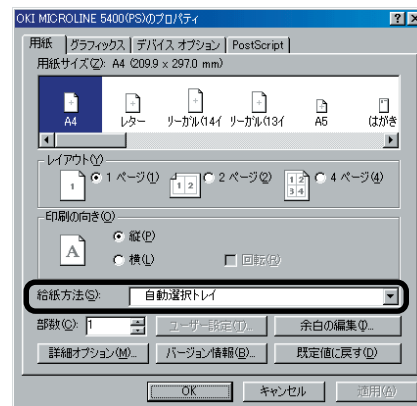 OKI MICROLINE 5400(PS)のプロパティ
用紙 グラフィックス デバイス オプション PostScript
用紙サイズ(Z): A4 (209.9 x 297.0 mm)
A4 レター リーガル(14イ リーガル(13イ A5 はがき
レイアウト(Y)
1 1 ページ(1) 1 2 2 ページ(2) 1 2 3 4 4 ページ(4)
印刷の向き(O)
A 縦(P)
横(L) 回転(R)
給紙方法(S): 自動選択トレイ
部数(C): 1 ユーザー設定(T)... 余白の編集(I)...
詳細オプション(M)... バージョン情報(B)... 既定値に戻す(D)
OK キャンセル 適用(A)